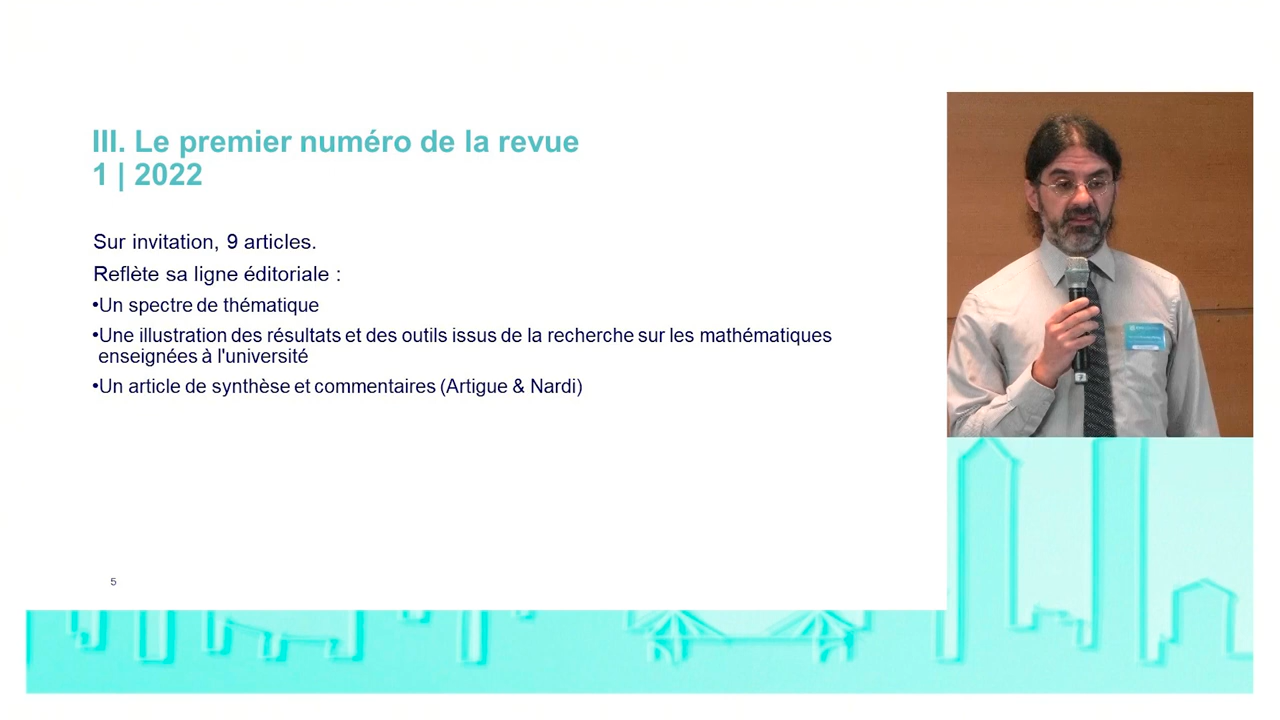 III. Le premier numéro de la revue
1 | 2022
Sur invitation, 9 articles.
Reflète sa ligne éditoriale :
•Un spectre de thématique
•Une illustration des résultats et des outils issus de la recherche sur les mathématiques
enseignées à l'université
•Un article de synthèse et commentaires (Artigue & Nardi)
5